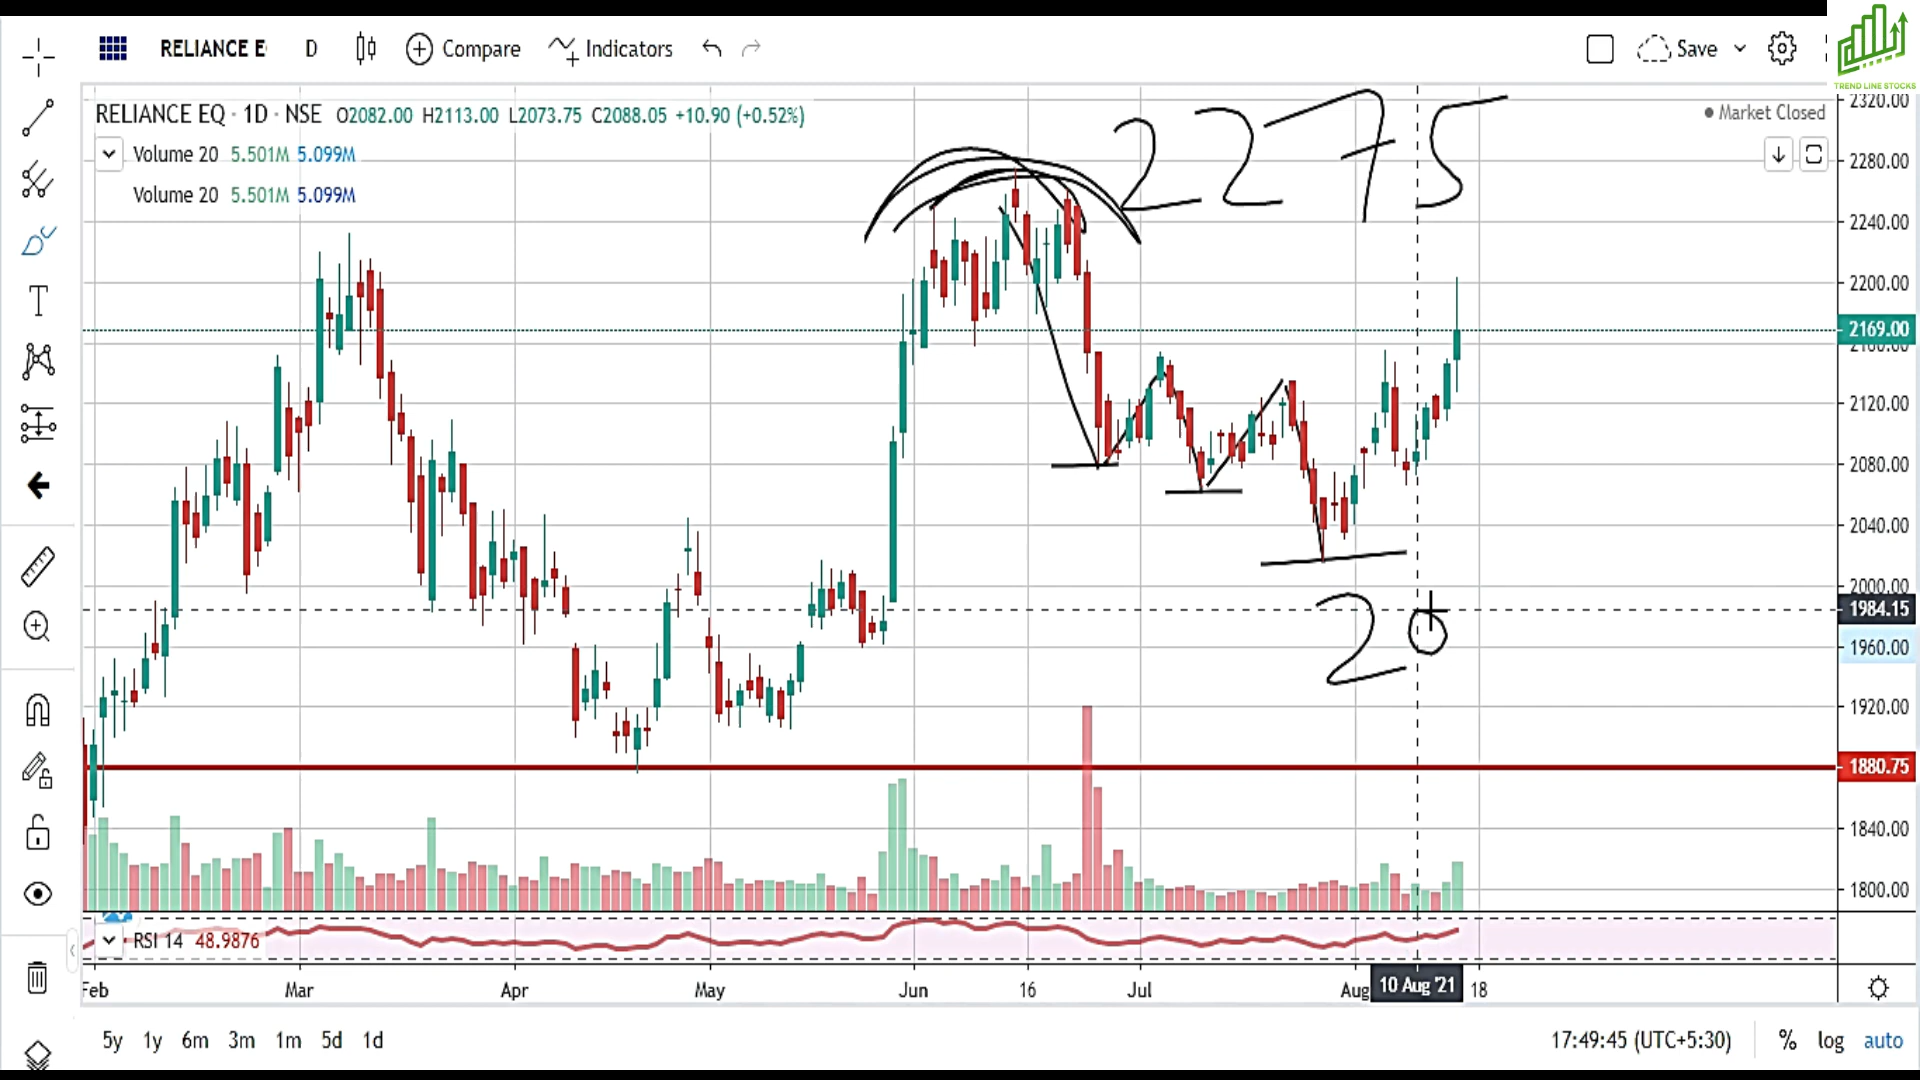 RELIANCE E D Compare Indicators Save
TREND LINE STOCKS
RELIANCE EQ · 1D · NSE O2082.00 H2113.00 L2073.75 C2088.05 +10.90 (+0.52%)
Market Closed
Volume 20 5.501M 5.099M
Volume 20 5.501M 5.099M
2275
20
2320.00
2280.00
2240.00
2200.00
2169.00
2160.00
2120.00
2080.00
2040.00
2000.00
1984.15
1960.00
1920.00
1880.75
1840.00
1800.00
RSI 14 48.9876
Feb Mar Apr May Jun 16 Jul Aug 10 Aug '21 18
5y 1y 6m 3m 1m 5d 1d 17:49:45 (UTC+5:30) % log auto